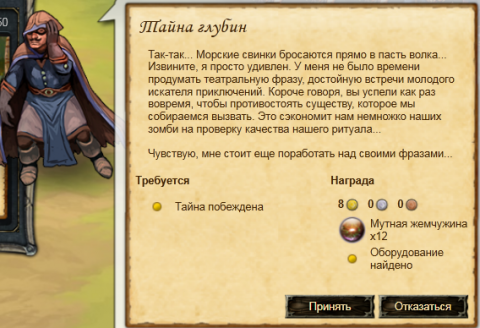 50
Тайна глубин
Так-так... Морские свинки бросаются прямо в пасть волка...
Извините, я просто удивлен. У меня не было времени
продумать театральную фразу, достойную встречи молодого
искателя приключений. Короче говоря, вы успели как раз
вовремя, чтобы противостоять существу, которое мы
собираемся вызвать. Это сэкономит нам немножко наших
зомби на проверку качества нашего ритуала...
Чувствую, мне стоит еще поработать над своими фразами...
Требуется
Тайна побеждена
Награда
8 0 0
Мутная жемчужина
x12
Оборудование
найдено
Принять
Отказаться